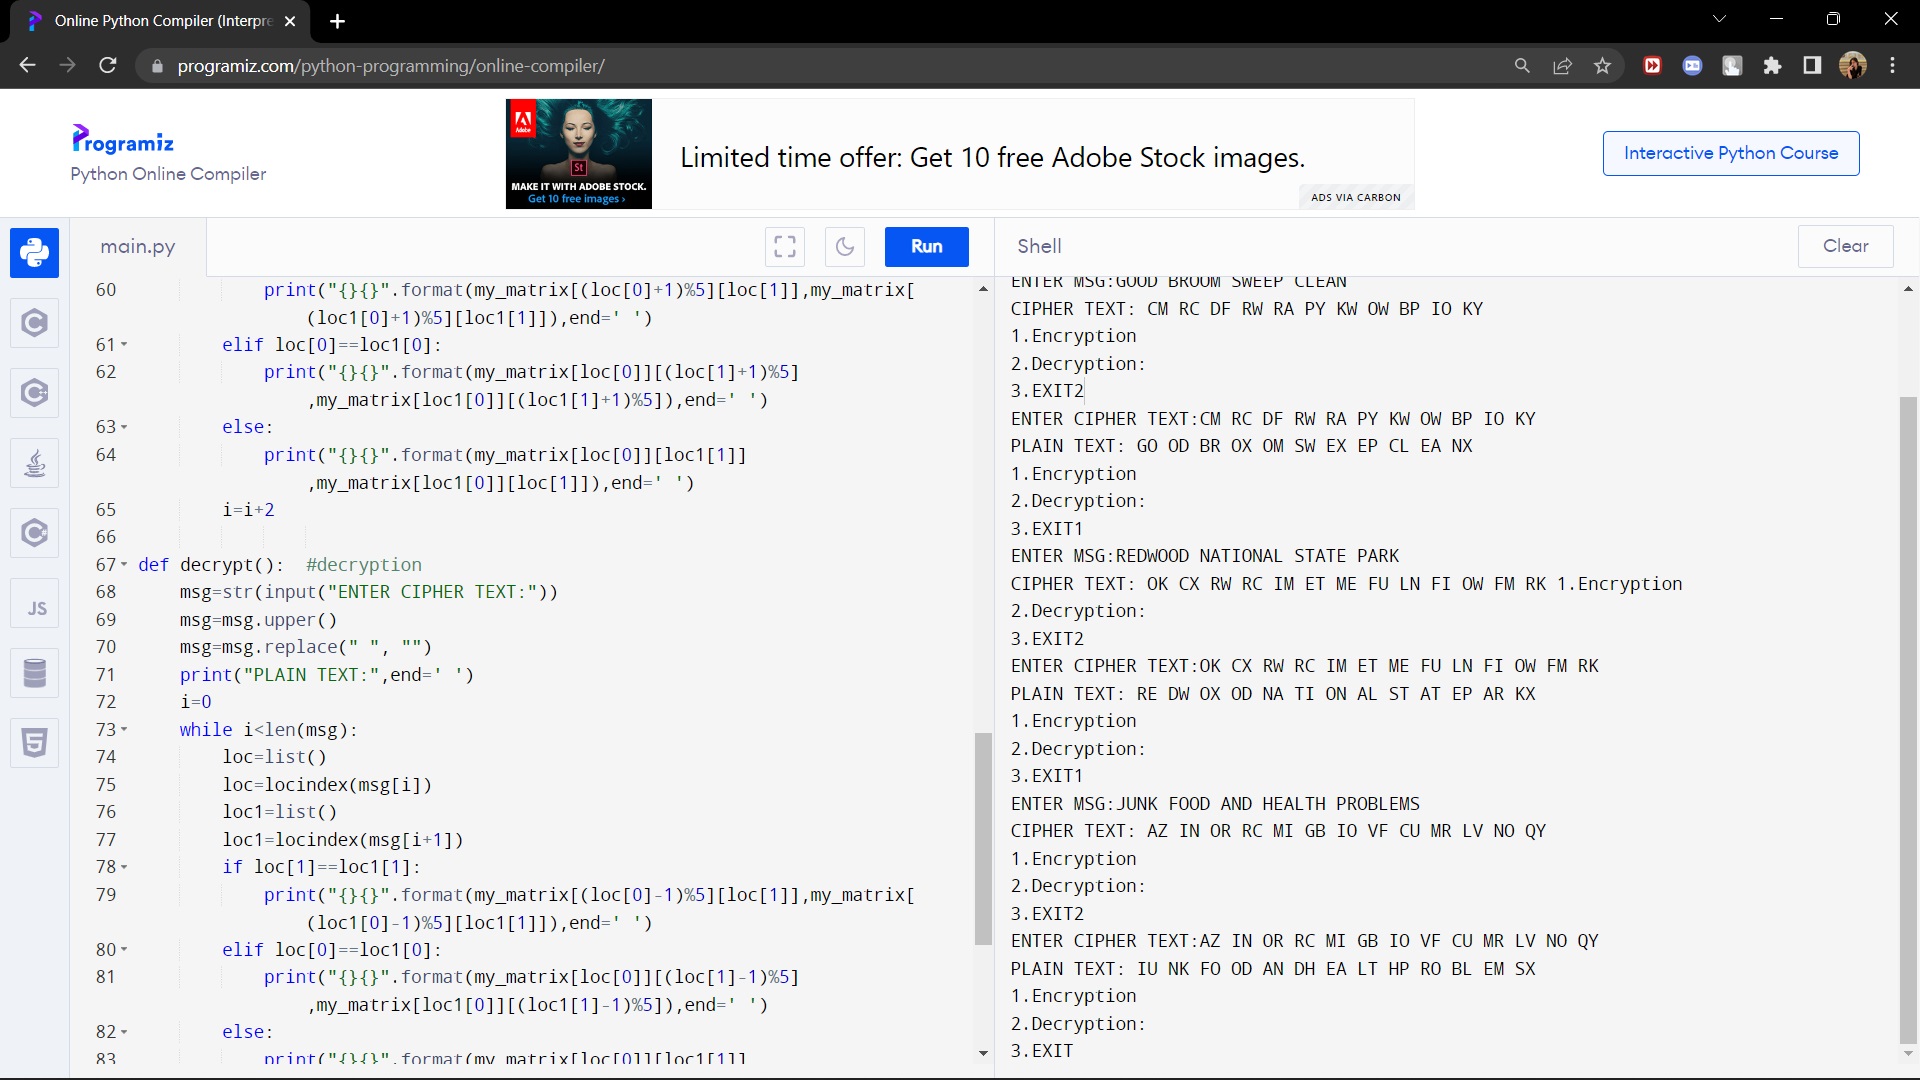 Online Python Compiler (Interpre
programiz.com/python-programming/online-compiler/
Programiz
Python Online Compiler
Adobe
St
MAKE IT WITH ADOBE STOCK.
Get 10 free images ›
Limited time offer: Get 10 free Adobe Stock images.
ADS VIA CARBON
Interactive Python Course
main.py
Run
Shell
Clear
JS
60 print("{}{}".format(my_matrix[(loc[0]+1)%5][loc[1]],my_matrix[
(loc1[0]+1)%5][loc1[1]]),end=' ')
61 elif loc[0]==loc1[0]:
62 print("{}{}".format(my_matrix[loc[0]][(loc[1]+1)%5]
,my_matrix[loc1[0]][(loc1[1]+1)%5]),end=' ')
63 else:
64 print("{}{}".format(my_matrix[loc[0]][loc1[1]]
,my_matrix[loc1[0]][loc[1]]),end=' ')
65 i=i+2
66
67 def decrypt(): #decryption
68 msg=str(input("ENTER CIPHER TEXT:"))
69 msg=msg.upper()
70 msg=msg.replace(" ", "")
71 print("PLAIN TEXT:",end=' ')
72 i=0
73 while i<len(msg):
74 loc=list()
75 loc=locindex(msg[i])
76 loc1=list()
77 loc1=locindex(msg[i+1])
78 if loc[1]==loc1[1]:
79 print("{}{}".format(my_matrix[(loc[0]-1)%5][loc[1]],my_matrix[
(loc1[0]-1)%5][loc1[1]]),end=' ')
80 elif loc[0]==loc1[0]:
81 print("{}{}".format(my_matrix[loc[0]][(loc[1]-1)%5]
,my_matrix[loc1[0]][(loc1[1]-1)%5]),end=' ')
82 else:
83 print("{}{}".format(my_matrix[loc[0]][loc1[1]]
ENTER MSG:GOOD BROOM SWEEP CLEAN
CIPHER TEXT: CM RC DF RW RA PY KW OW BP IO KY
1.Encryption
2.Decryption:
3.EXIT2
ENTER CIPHER TEXT:CM RC DF RW RA PY KW OW BP IO KY
PLAIN TEXT: GO OD BR OX OM SW EX EP CL EA NX
1.Encryption
2.Decryption:
3.EXIT1
ENTER MSG:REDWOOD NATIONAL STATE PARK
CIPHER TEXT: OK CX RW RC IM ET ME FU LN FI OW FM RK 1.Encryption
2.Decryption:
3.EXIT2
ENTER CIPHER TEXT:OK CX RW RC IM ET ME FU LN FI OW FM RK
PLAIN TEXT: RE DW OX OD NA TI ON AL ST AT EP AR KX
1.Encryption
2.Decryption:
3.EXIT1
ENTER MSG:JUNK FOOD AND HEALTH PROBLEMS
CIPHER TEXT: AZ IN OR RC MI GB IO VF CU MR LV NO QY
1.Encryption
2.Decryption:
3.EXIT2
ENTER CIPHER TEXT:AZ IN OR RC MI GB IO VF CU MR LV NO QY
PLAIN TEXT: IU NK FO OD AN DH EA LT HP RO BL EM SX
1.Encryption
2.Decryption:
3.EXIT